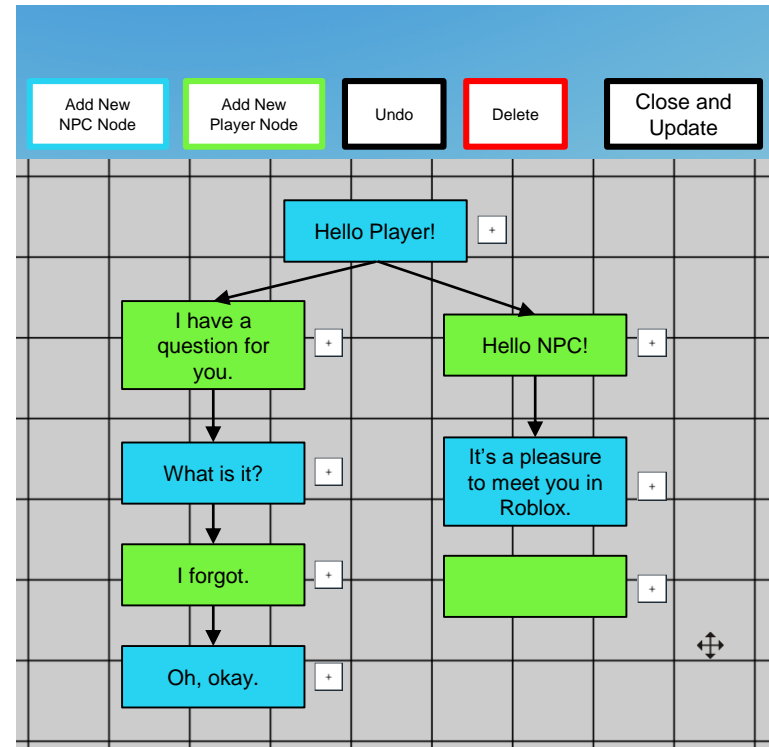 Add New
NPC Node
Add New
Player Node
Undo
Delete
Close and
Update
Hello Player!
+
I have a
question for
you.
+
Hello NPC!
+
What is it?
+
It's a pleasure
to meet you in
Roblox.
+
I forgot.
+
+
Oh, okay.
+